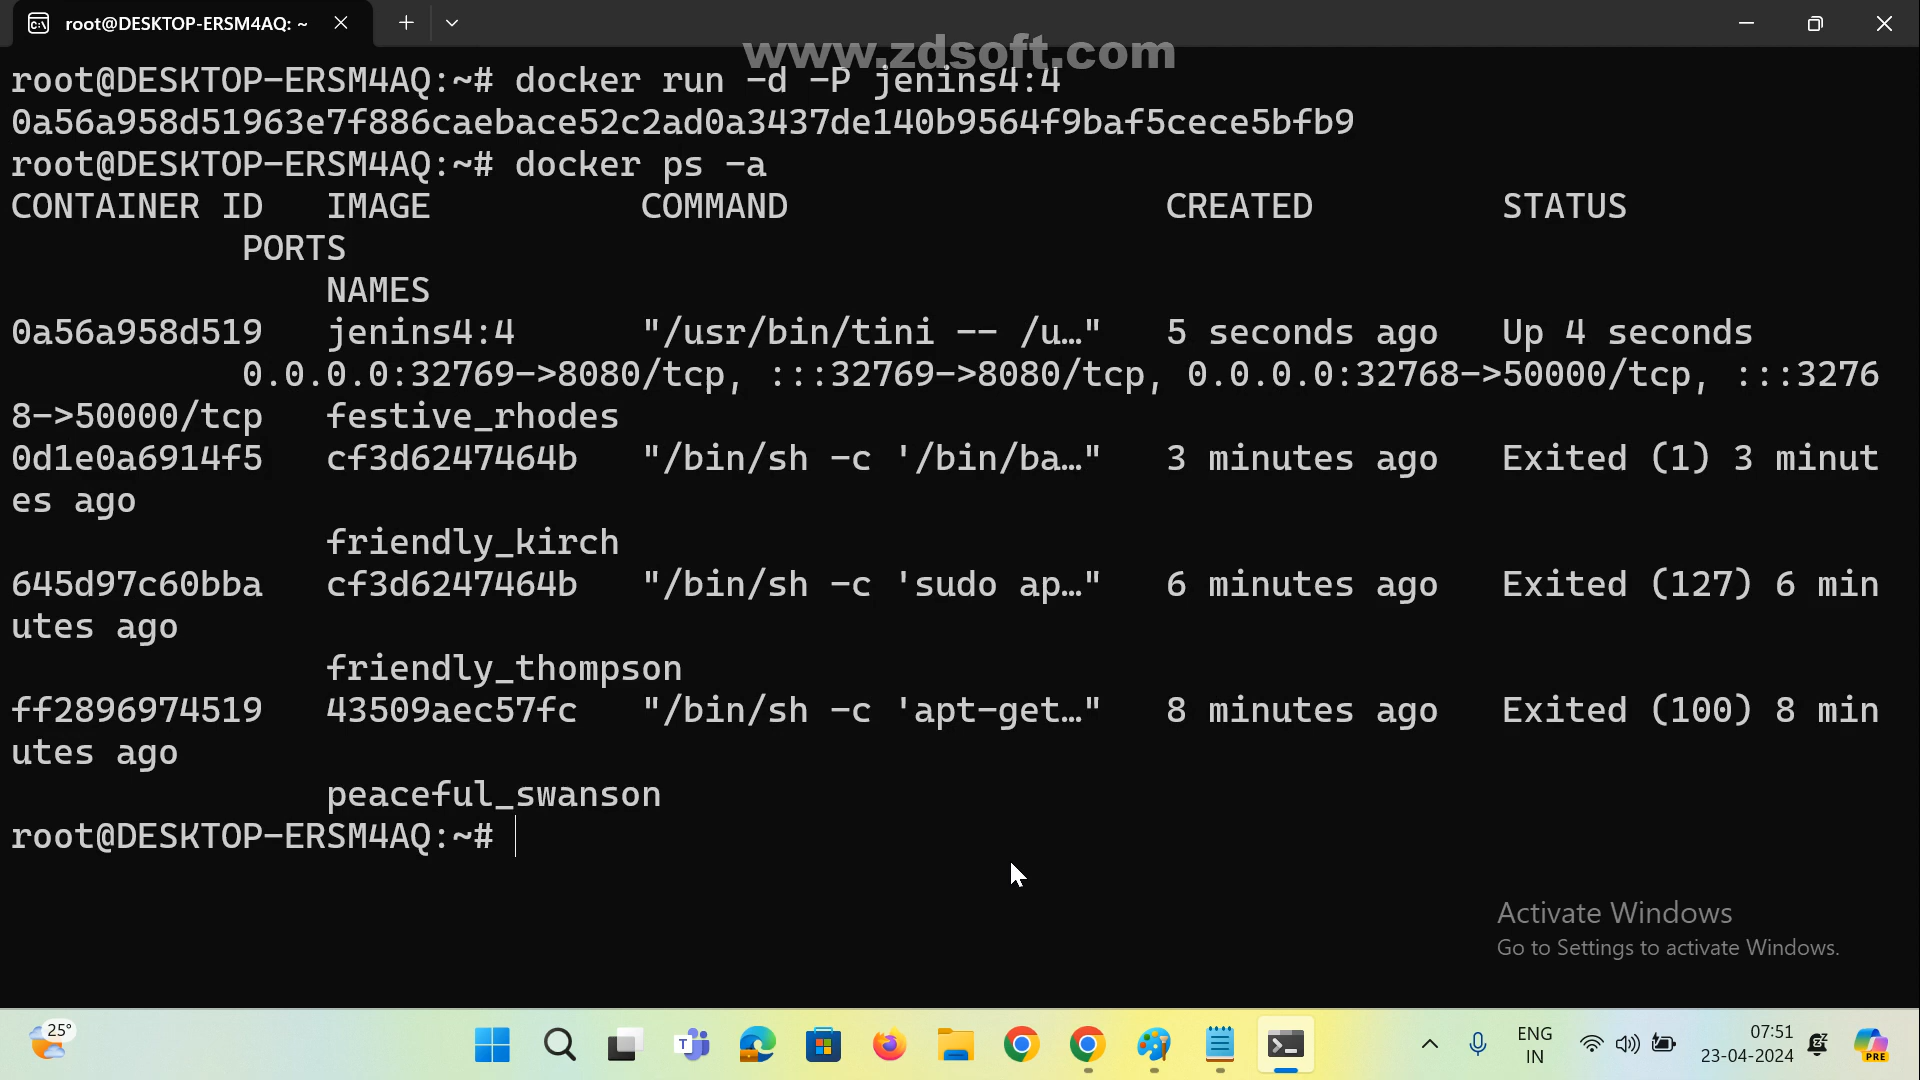 root@DESKTOP-ERSM4AQ: ~
www.zdsoft.com
root@DESKTOP-ERSM4AQ:~# docker run -d -P jenins4:4
0a56a958d51963e7f886caebace52c2ad0a3437de140b9564f9baf5cece5bfb9
root@DESKTOP-ERSM4AQ:~# docker ps -a
CONTAINER ID   IMAGE          COMMAND                  CREATED         STATUS
PORTS
NAMES
0a56a958d519   jenins4:4      "/usr/bin/tini -- /u…"   5 seconds ago   Up 4 seconds
0.0.0.0:32769->8080/tcp, :::32769->8080/tcp, 0.0.0.0:32768->50000/tcp, :::3276
8->50000/tcp   festive_rhodes
0d1e0a6914f5   cf3d6247464b   "/bin/sh -c '/bin/ba…"   3 minutes ago   Exited (1) 3 minut
es ago
friendly_kirch
645d97c60bba   cf3d6247464b   "/bin/sh -c 'sudo ap…"   6 minutes ago   Exited (127) 6 min
utes ago
friendly_thompson
ff2896974519   43509aec57fc   "/bin/sh -c 'apt-get…"   8 minutes ago   Exited (100) 8 min
utes ago
peaceful_swanson
root@DESKTOP-ERSM4AQ:~#
Activate Windows
Go to Settings to activate Windows.
25°
ENG
IN
07:51
23-04-2024
PRE